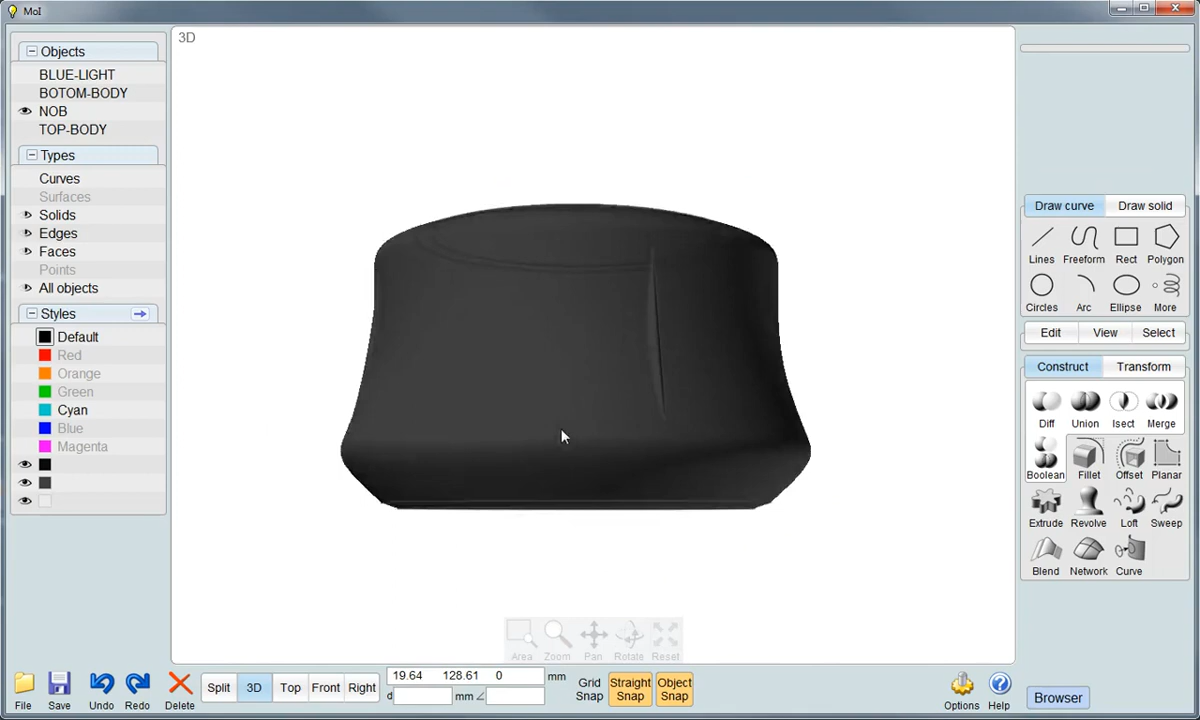 MoI
Objects
BLUE-LIGHT
BOTOM-BODY
NOB
TOP-BODY
Types
Curves
Surfaces
Solids
Edges
Faces
Points
All objects
Styles
Default
Red
Orange
Green
Cyan
Blue
Magenta
3D
Area Zoom Pan Rotate Reset
Draw curve Draw solid
Lines Freeform Rect Polygon
Circles Arc Ellipse More
Edit View Select
Construct Transform
Diff Union Isect Merge
Boolean Fillet Offset Planar
Extrude Revolve Loft Sweep
Blend Network Curve
File Save Undo Redo Delete
Split 3D Top Front Right
19.64 128.61 0 mm
d mm ∠
Grid Snap
Straight Snap
Object Snap
Options Help
Browser